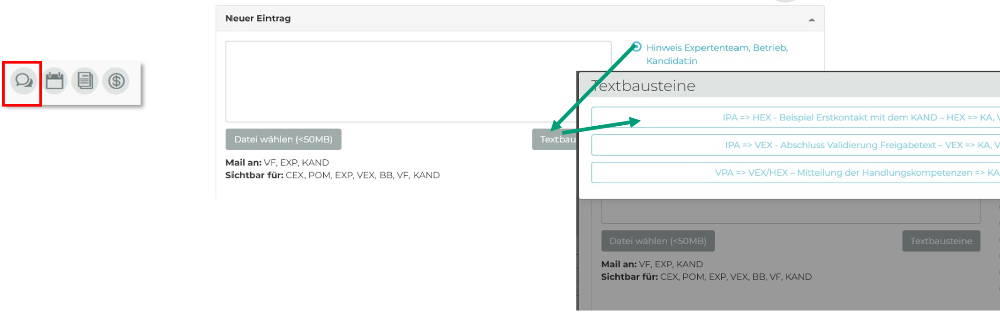 Neuer Eintrag
Hinweis Expertenteam, Betrieb,
Kandidat:in
Textbausteine
IPA => HEX - Beispiel Erstkontakt mit dem KAND – HEX => KA,
Datei wählen (<50MB)
IPA => VEX - Abschluss Validierung Freigabetext – VEX => KA,
Mail an: VF, EXP, KAND
Sichtbar für: CEX, POM, EXP, VEX, BB, VF, KAND
VPA => VEX/HEX – Mitteilung der Handlungskompetenzen => KA
Datei wählen (<50MB)
Textbausteine
Mail an: VF, EXP, KAND
Sichtbar für: CEX, POM, EXP, VEX, BB, VF, KAND